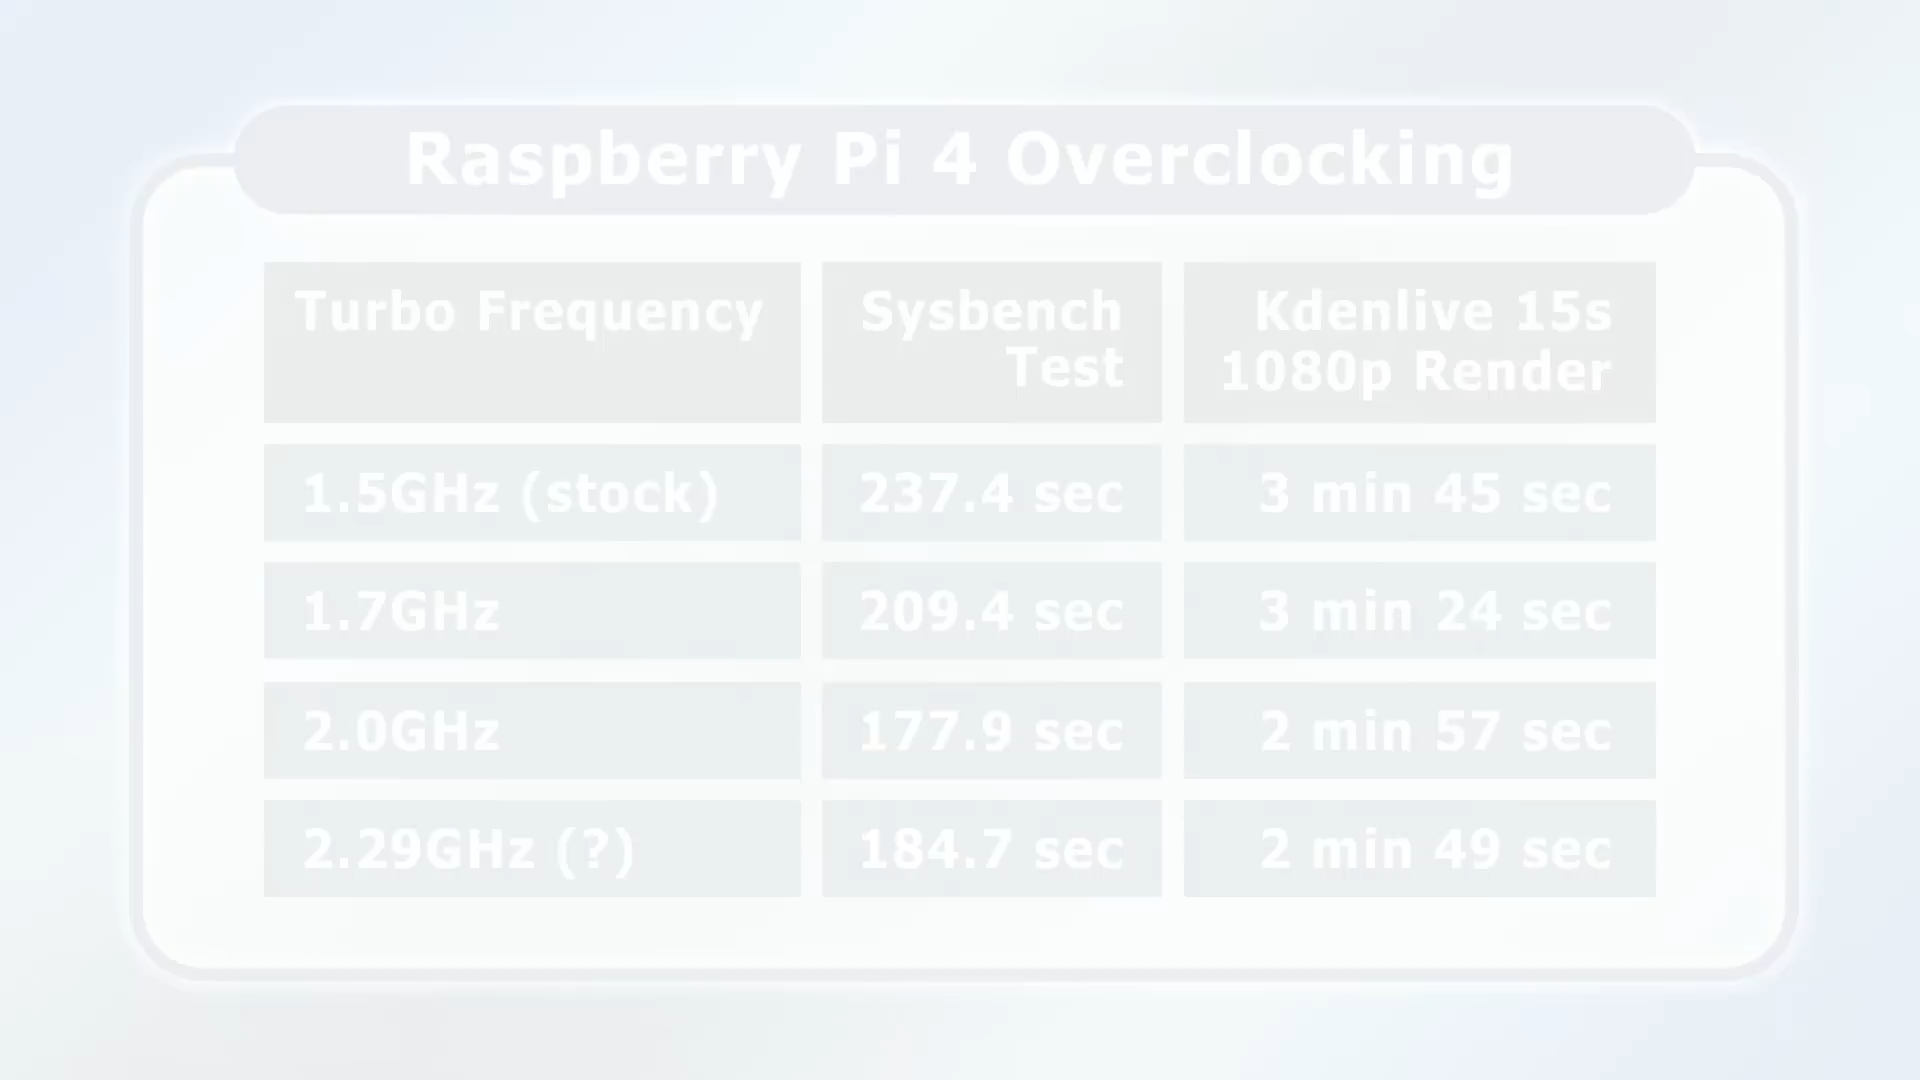 Raspberry Pi 4 Overclocking
Turbo Frequency
Sysbench
Test
Kdenlive 15s
1080p Render
1.5GHz (stock)
237.4 sec
3 min 45 sec
1.7GHz
209.4 sec
3 min 24 sec
2.0GHz
177.9 sec
2 min 57 sec
2.29GHz (?)
184.7 sec
2 min 49 sec